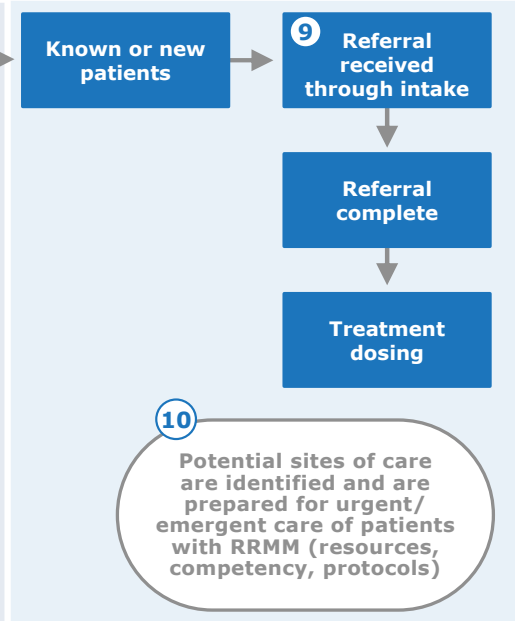 Known or new
patients
9
Referral
received
through intake
Referral
complete
Treatment
dosing
10
Potential sites of care
are identified and are
prepared for urgent/
emergent care of patients
with RRMM (resources,
competency, protocols)